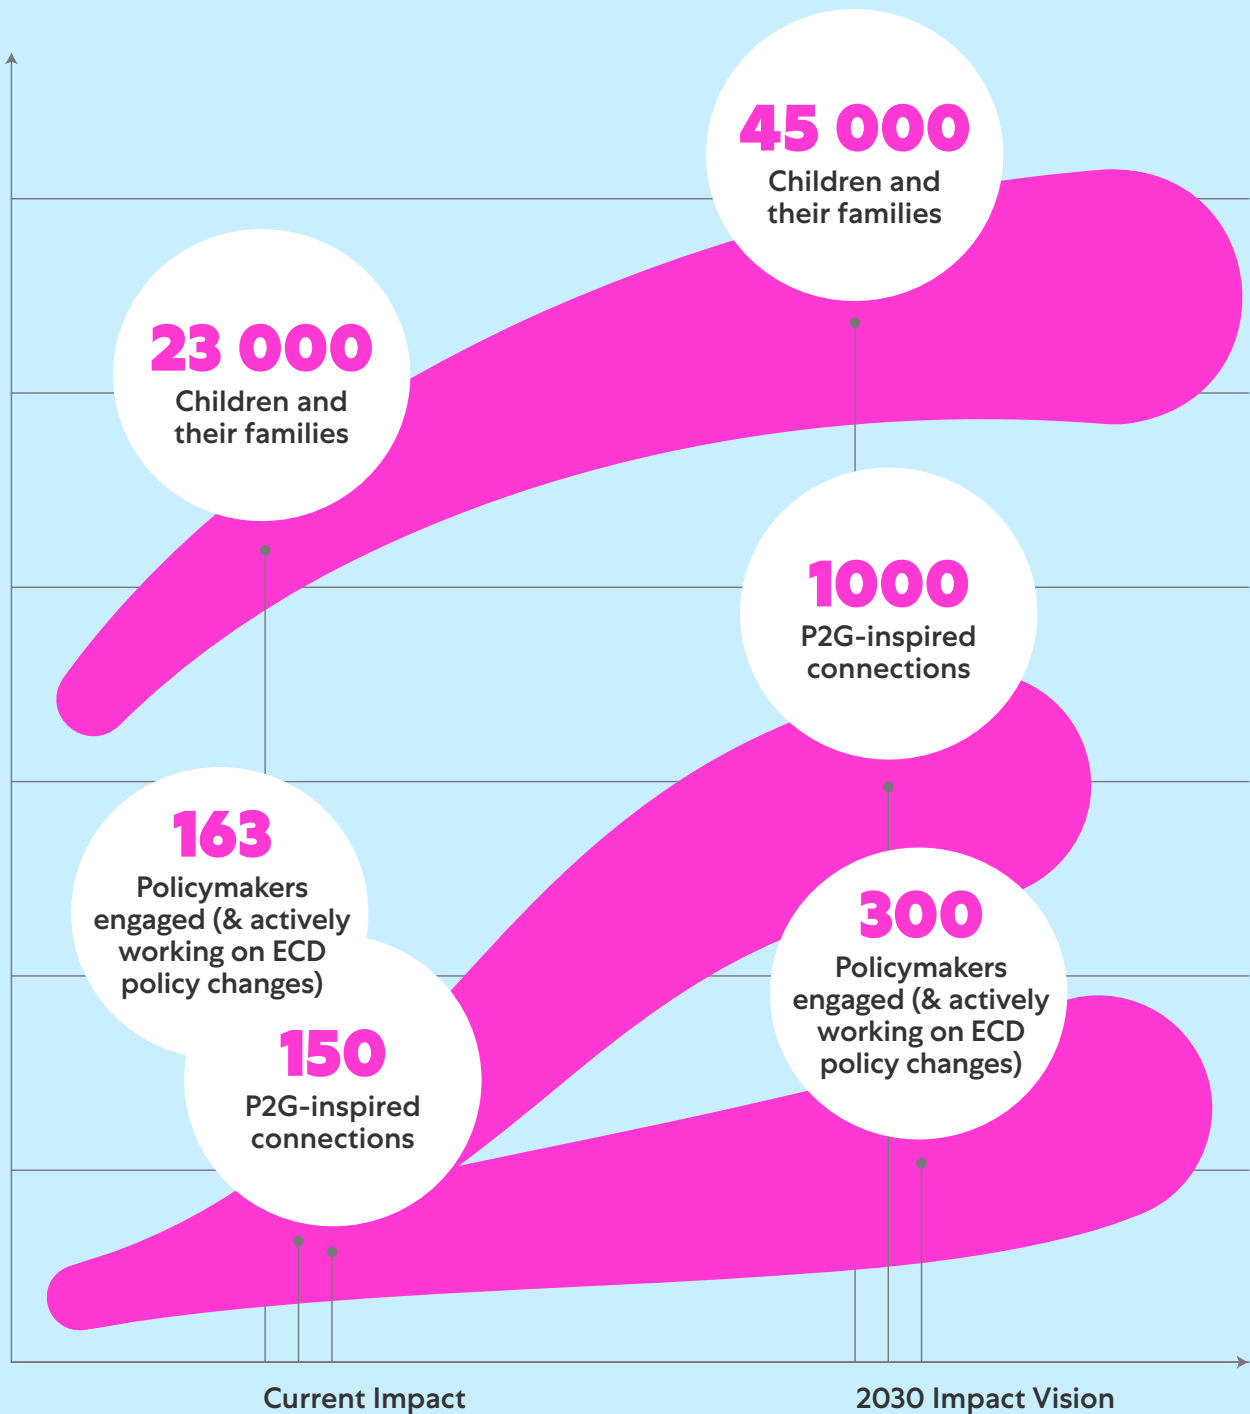 45 000
Children and
their families
23 000
Children and
their families
1000
P2G-inspired
connections
163
Policymakers
engaged (& actively
working on ECD
policy changes)
300
Policymakers
engaged (& actively
working on ECD
policy changes)
150
P2G-inspired
connections
Current Impact
2030 Impact Vision